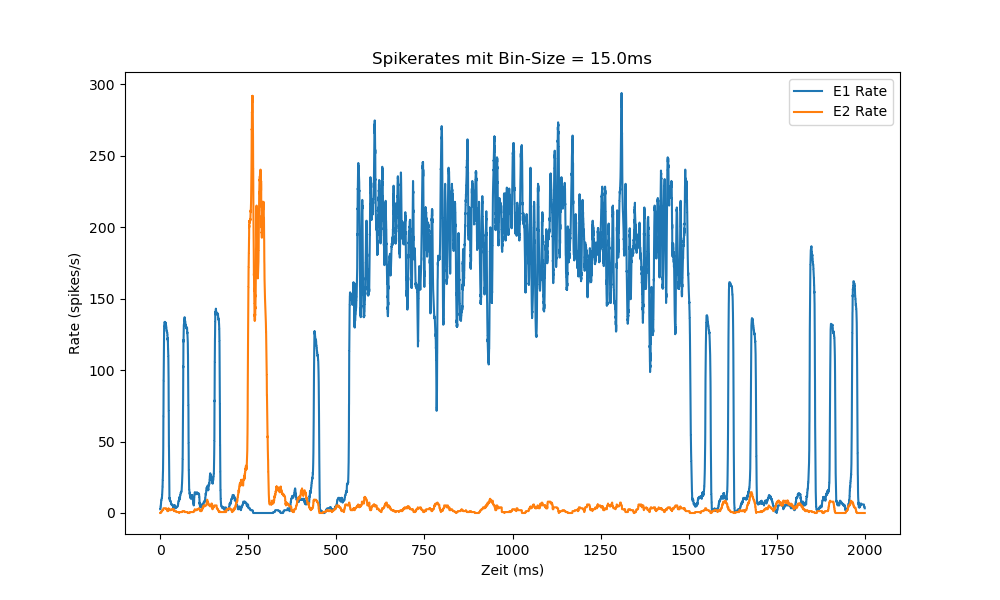 Spikerates mit Bin-Size = 15.0ms
E1 Rate
E2 Rate
Rate (spikes/s)
300
250
200
150
100
50
0
0 250 500 750 1000 1250 1500 1750 2000
Zeit (ms)